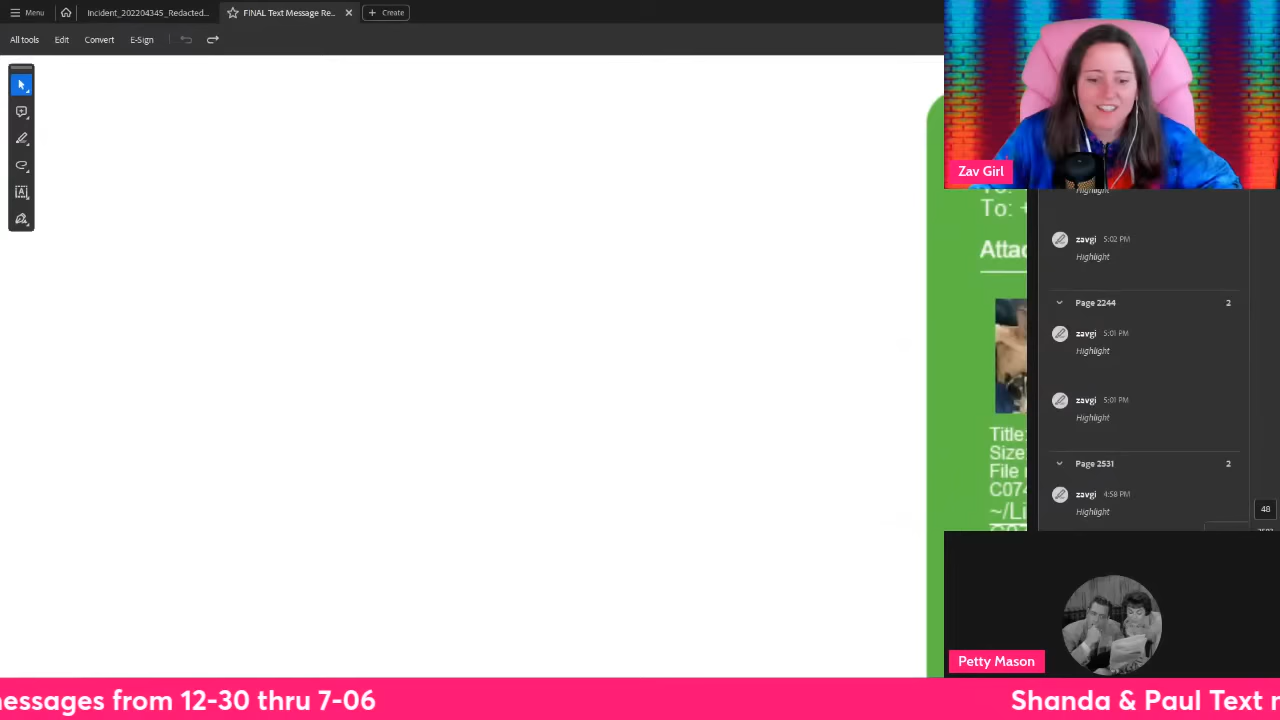 Menu
Incident_202204345_Redacted...
FINAL Text Message Re...
Create
All tools
Edit
Convert
E-Sign
Zav Girl
To: +
Attac
Title:
Size:
C074
~/Li
Highlight
zavgi 5:02 PM
Highlight
Page 2244 2
zavgi 5:01 PM
Highlight
zavgi 5:01 PM
Highlight
Page 2531 2
zavgi 4:58 PM
Highlight
48
Petty Mason
essages from 12-30 thru 7-06
Shanda & Paul Text